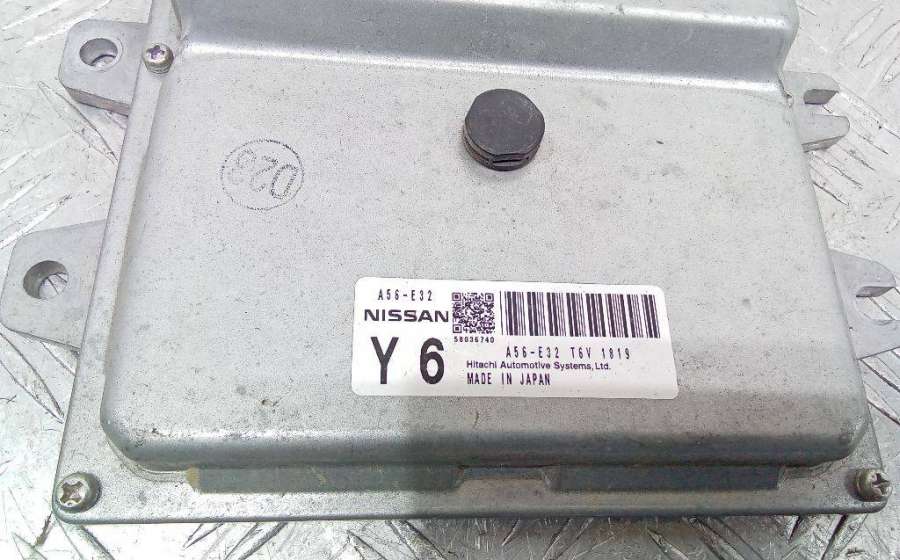 D23
A56-E32
NISSAN
58036740
Y 6
A56-E32 T6V 1819
Hitachi Automotive Systems, Ltd.
MADE IN JAPAN